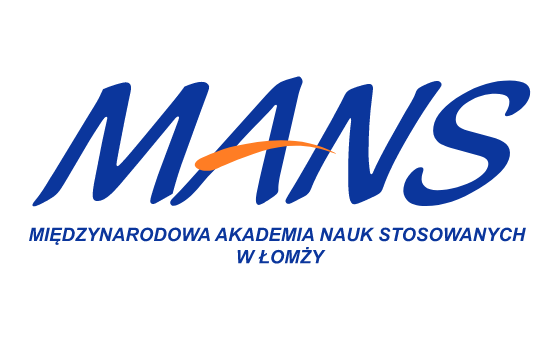 MANS
MIĘDZYNARODOWA AKADEMIA NAUK STOSOWANYCH
W ŁOMŻY